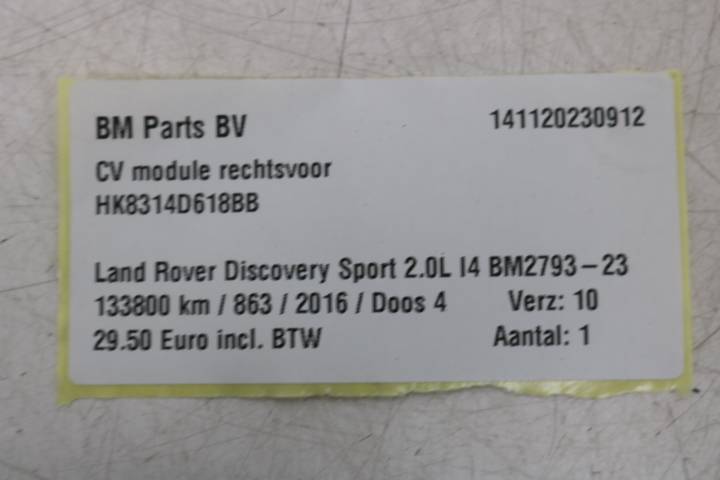 BM Parts BV 141120230912
CV module rechtsvoor
HK8314D618BB
Land Rover Discovery Sport 2.0L I4 BM2793-23
133800 km / 863 / 2016 / Doos 4 Verz: 10
29.50 Euro incl. BTW Aantal: 1